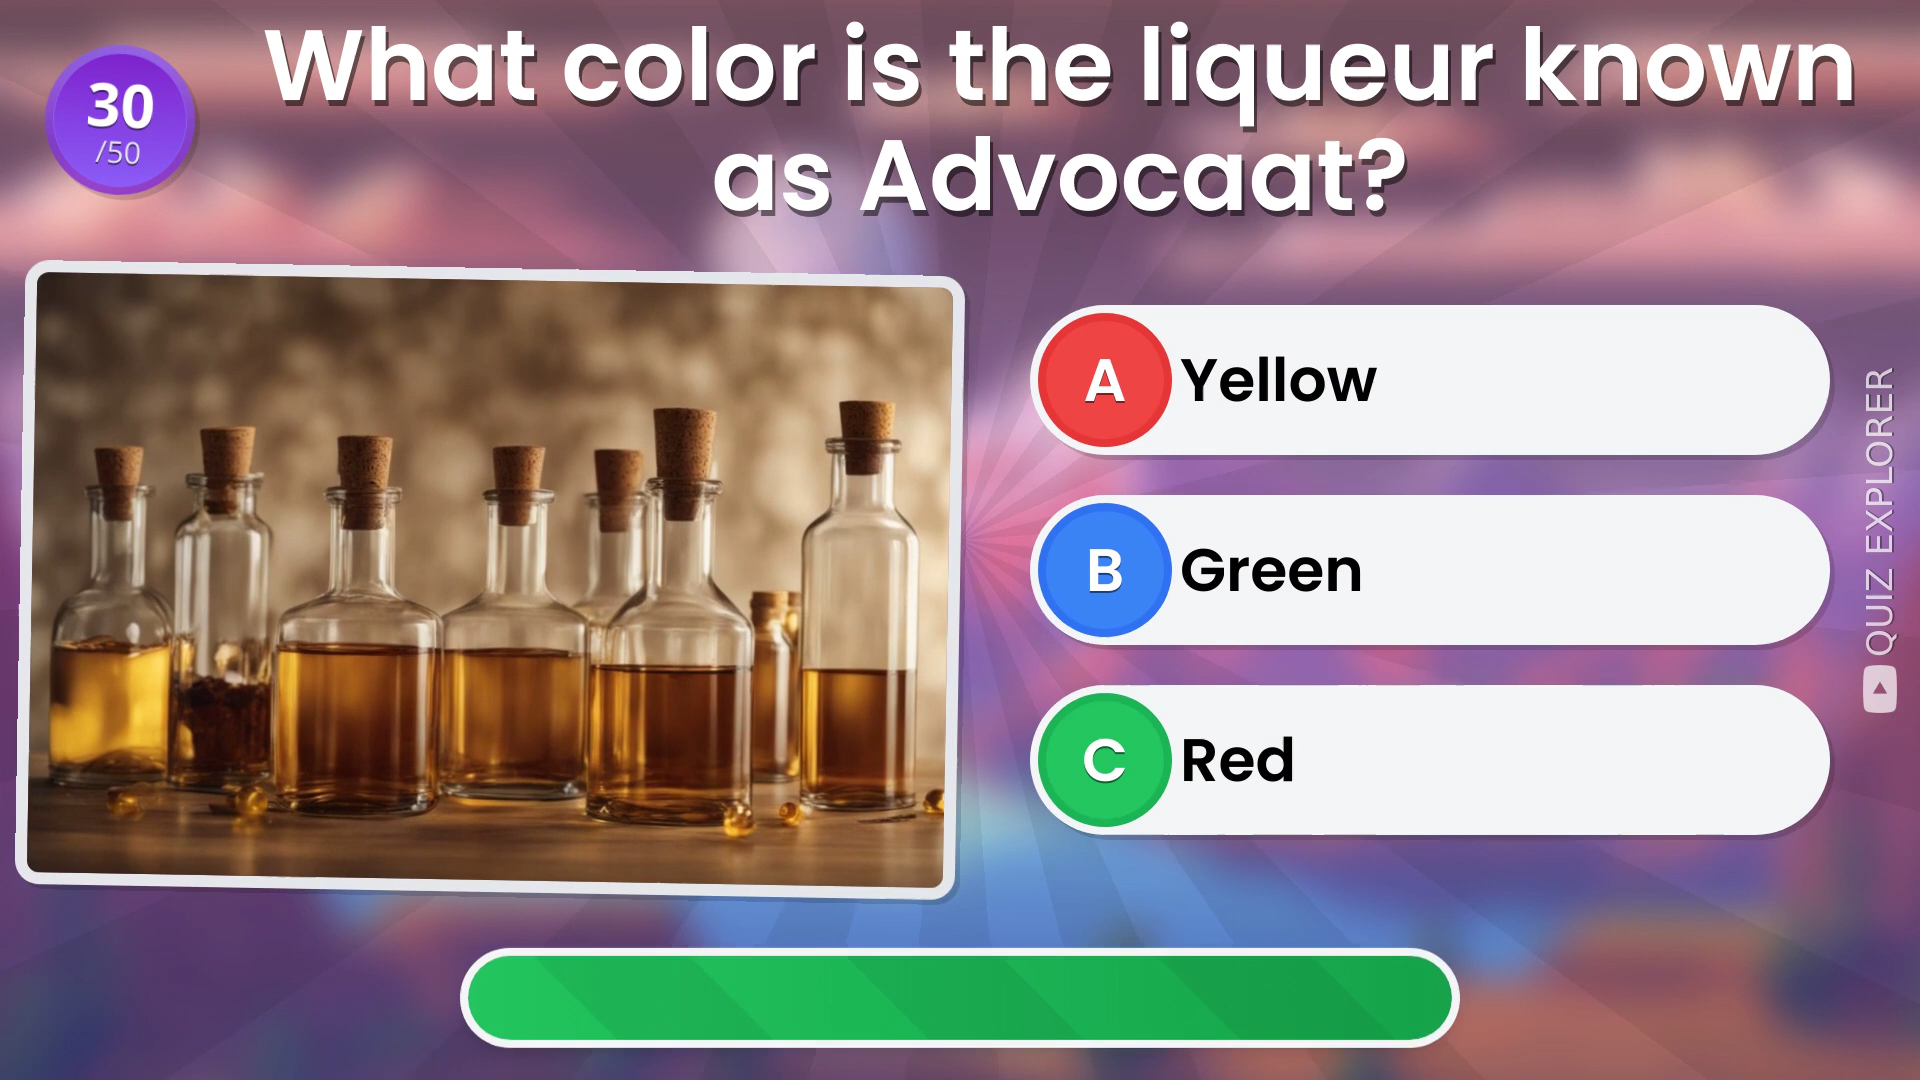 30
/50
What color is the liqueur known
as Advocaat?
A Yellow
B Green
C Red
QUIZ EXPLORER